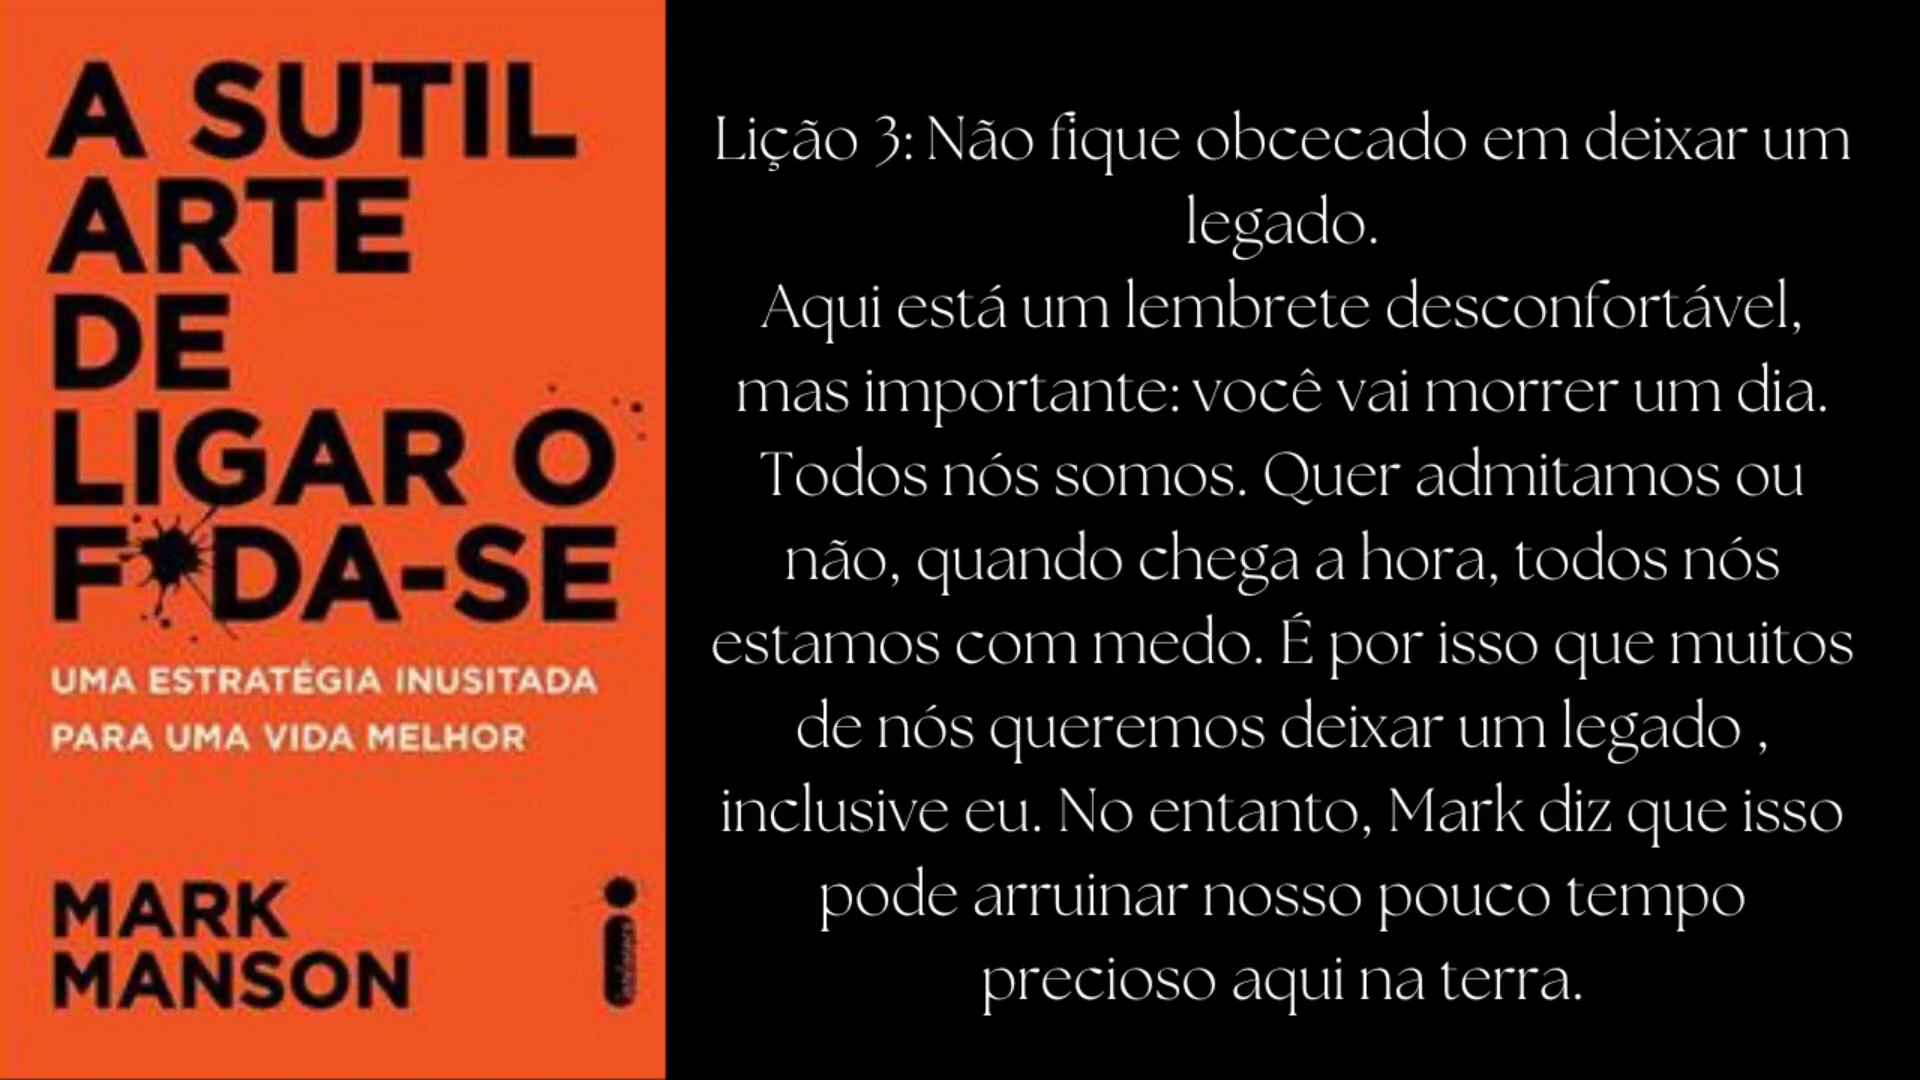 A SUTIL
ARTE
DE
LIGAR O
F DA-SE
UMA ESTRATÉGIA INUSITADA
PARA UMA VIDA MELHOR
MARK
MANSON
Lição 3: Não fique obcecado em deixar um
legado.
Aqui está um lembrete desconfortável,
mas importante: você vai morrer um dia.
Todos nós somos. Quer admitamos ou
não, quando chega a hora, todos nós
estamos com medo. É por isso que muitos
de nós queremos deixar um legado ,
inclusive eu. No entanto, Mark diz que isso
pode arruinar nosso pouco tempo
precioso aqui na terra.